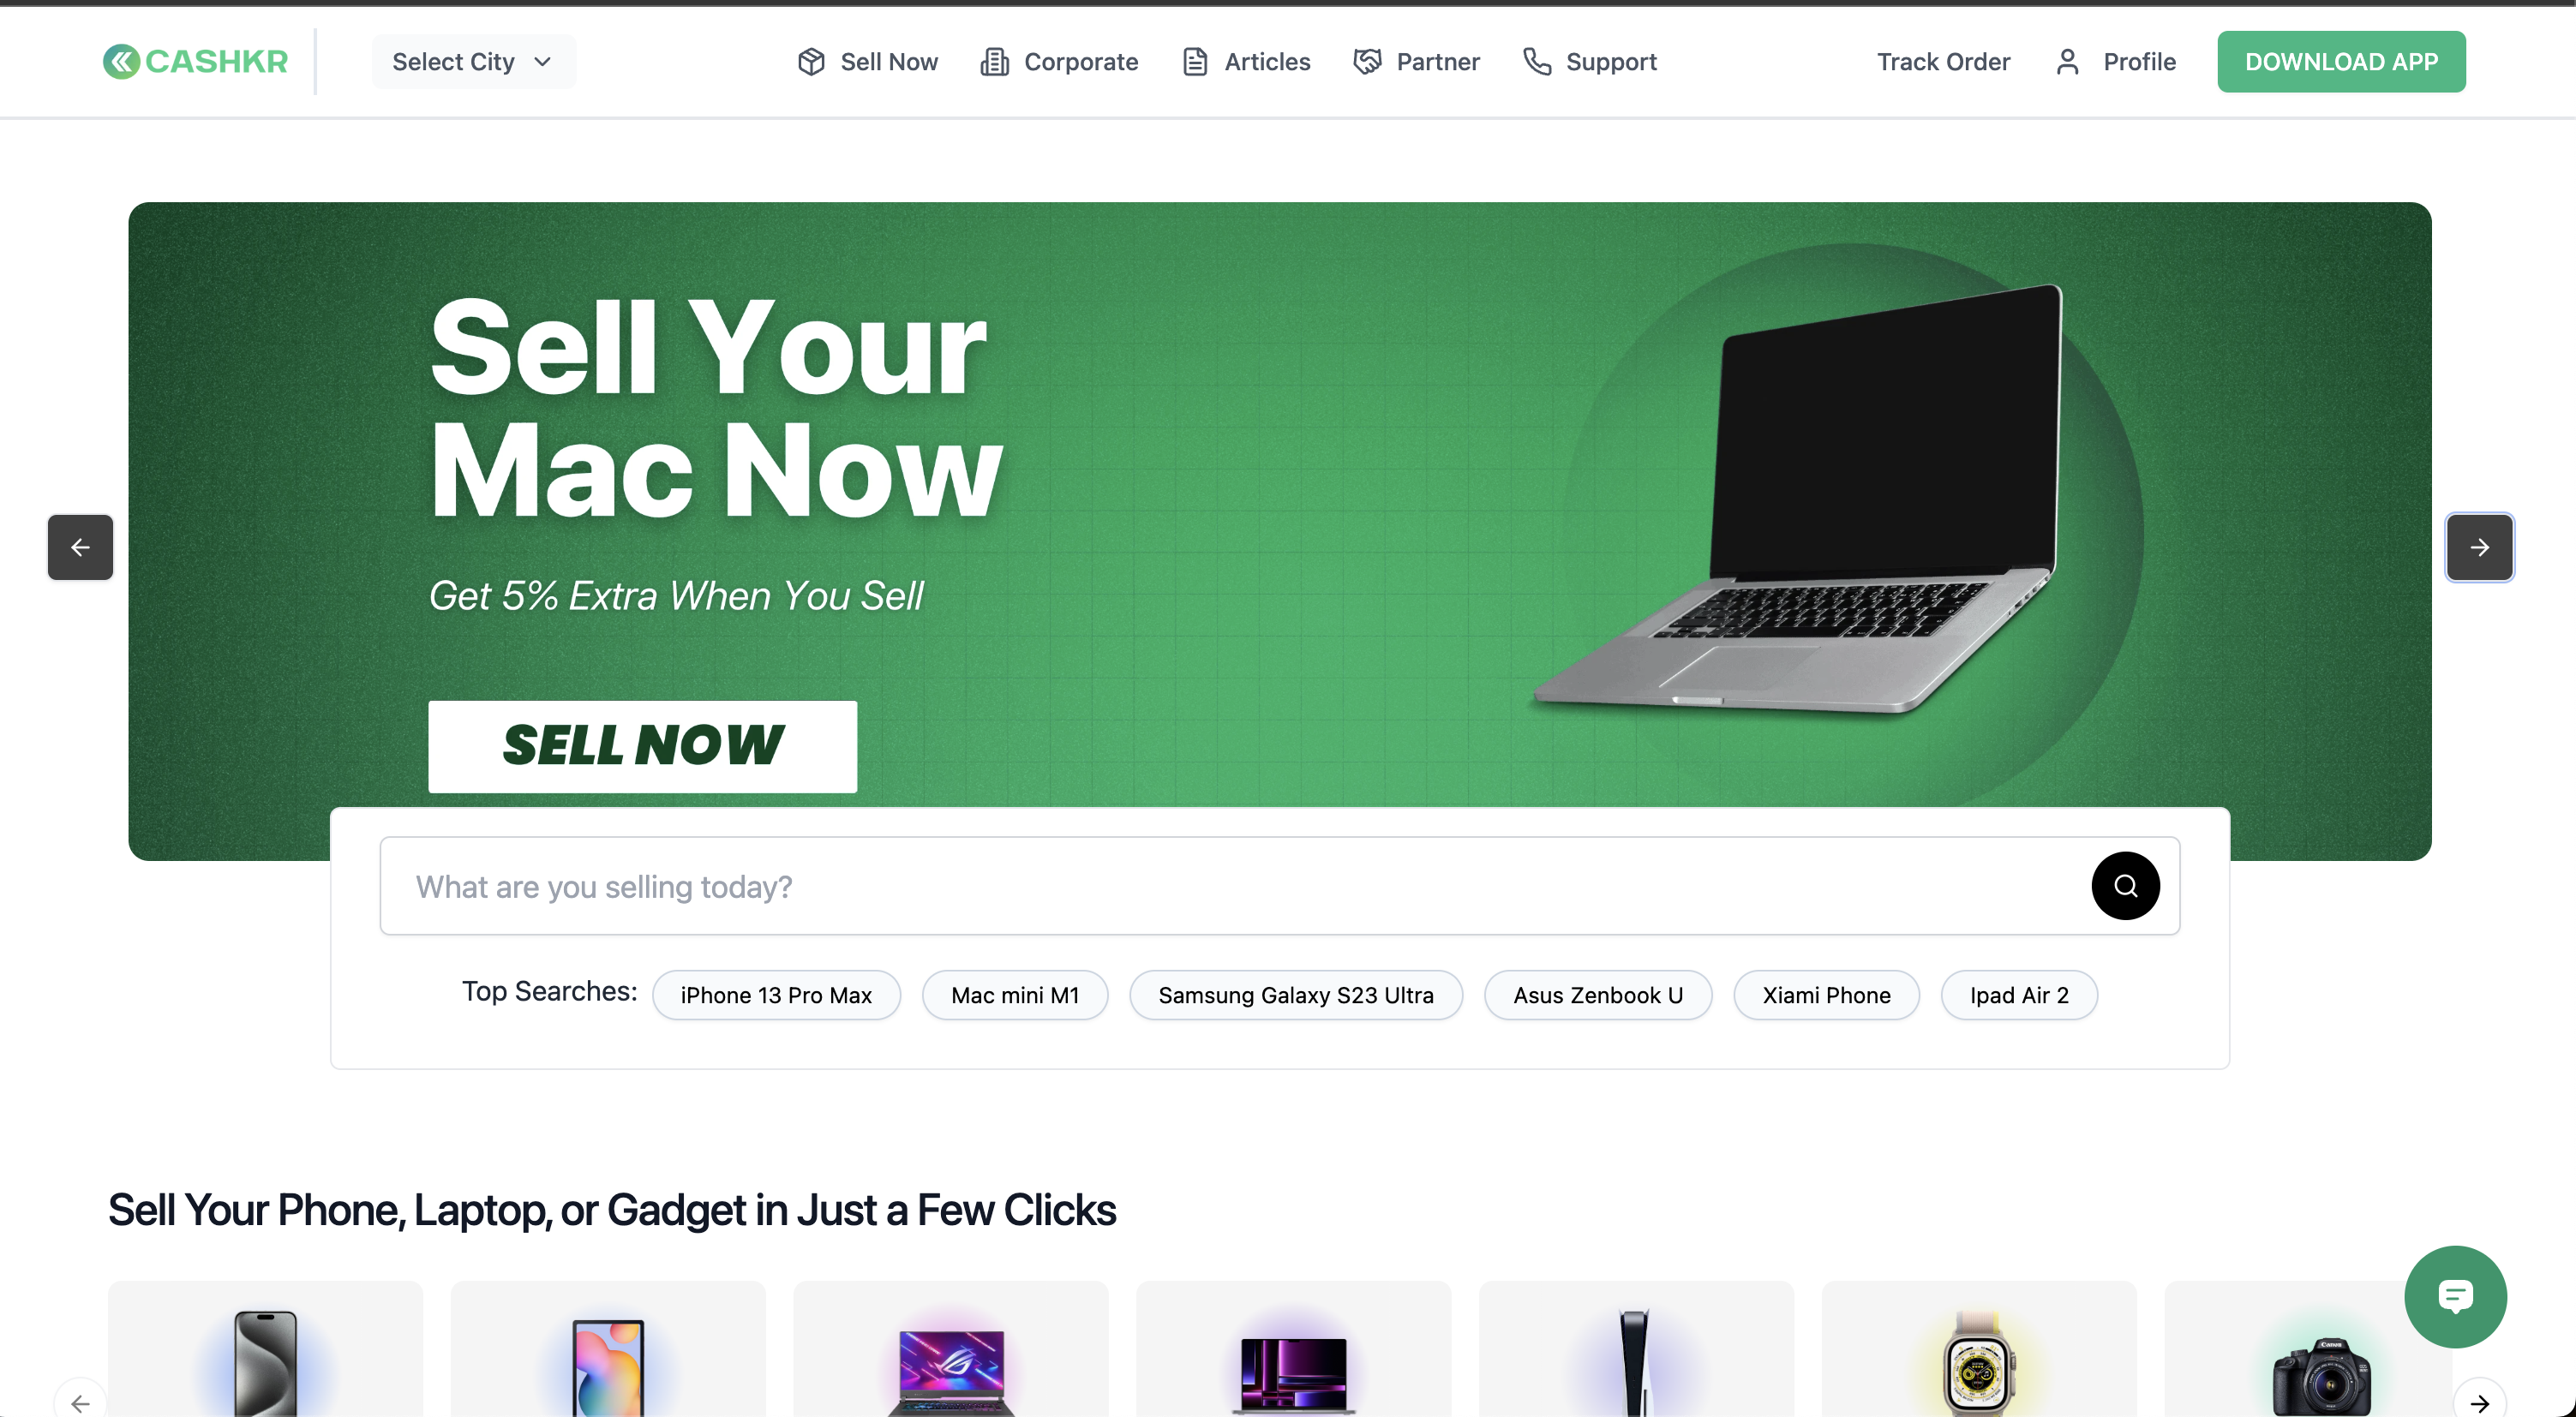 CASHKR
Select City
Sell Now
Corporate
Articles
Partner
Support
Track Order
Profile
DOWNLOAD APP
Sell Your
Mac Now
Get 5% Extra When You Sell
SELL NOW
What are you selling today?
Top Searches:
iPhone 13 Pro Max
Mac mini M1
Samsung Galaxy S23 Ultra
Asus Zenbook U
Xiami Phone
Ipad Air 2
Sell Your Phone, Laptop, or Gadget in Just a Few Clicks
Canon